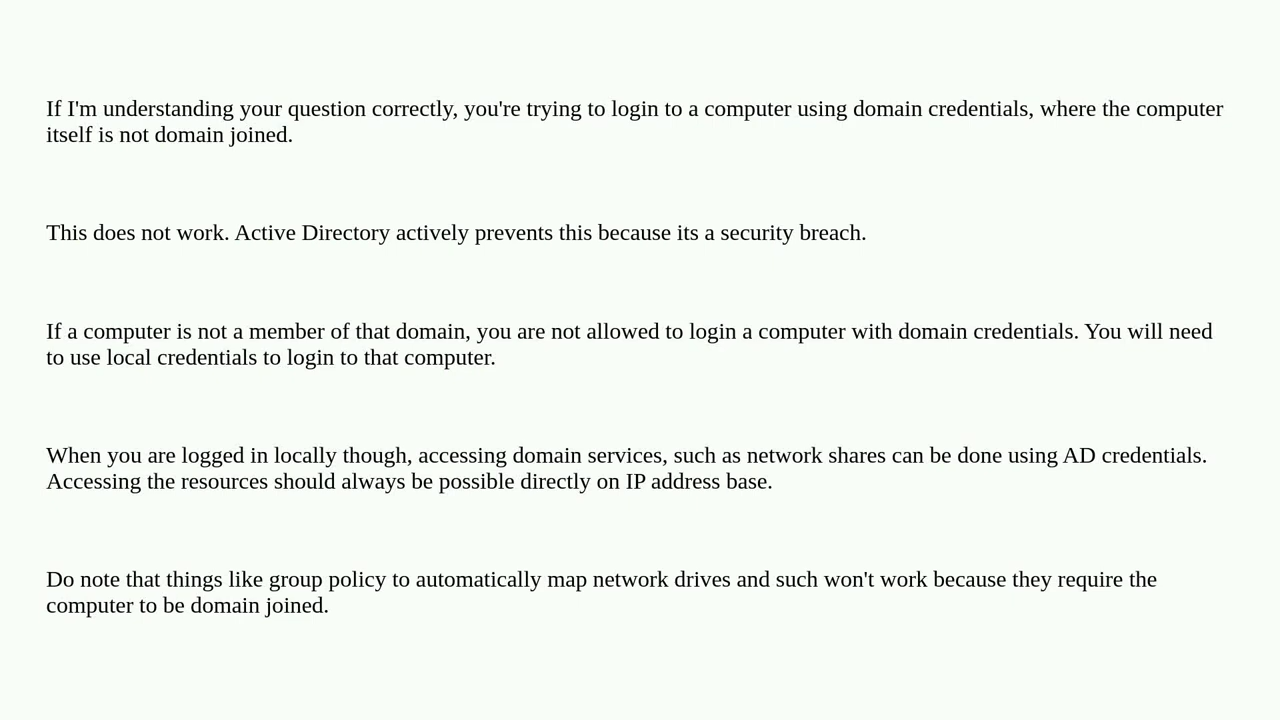 If I'm understanding your question correctly, you're trying to login to a computer using domain credentials, where the computer
itself is not domain joined.
This does not work. Active Directory actively prevents this because its a security breach.
If a computer is not a member of that domain, you are not allowed to login a computer with domain credentials. You will need
to use local credentials to login to that computer.
When you are logged in locally though, accessing domain services, such as network shares can be done using AD credentials.
Accessing the resources should always be possible directly on IP address base.
Do note that things like group policy to automatically map network drives and such won't work because they require the
computer to be domain joined.